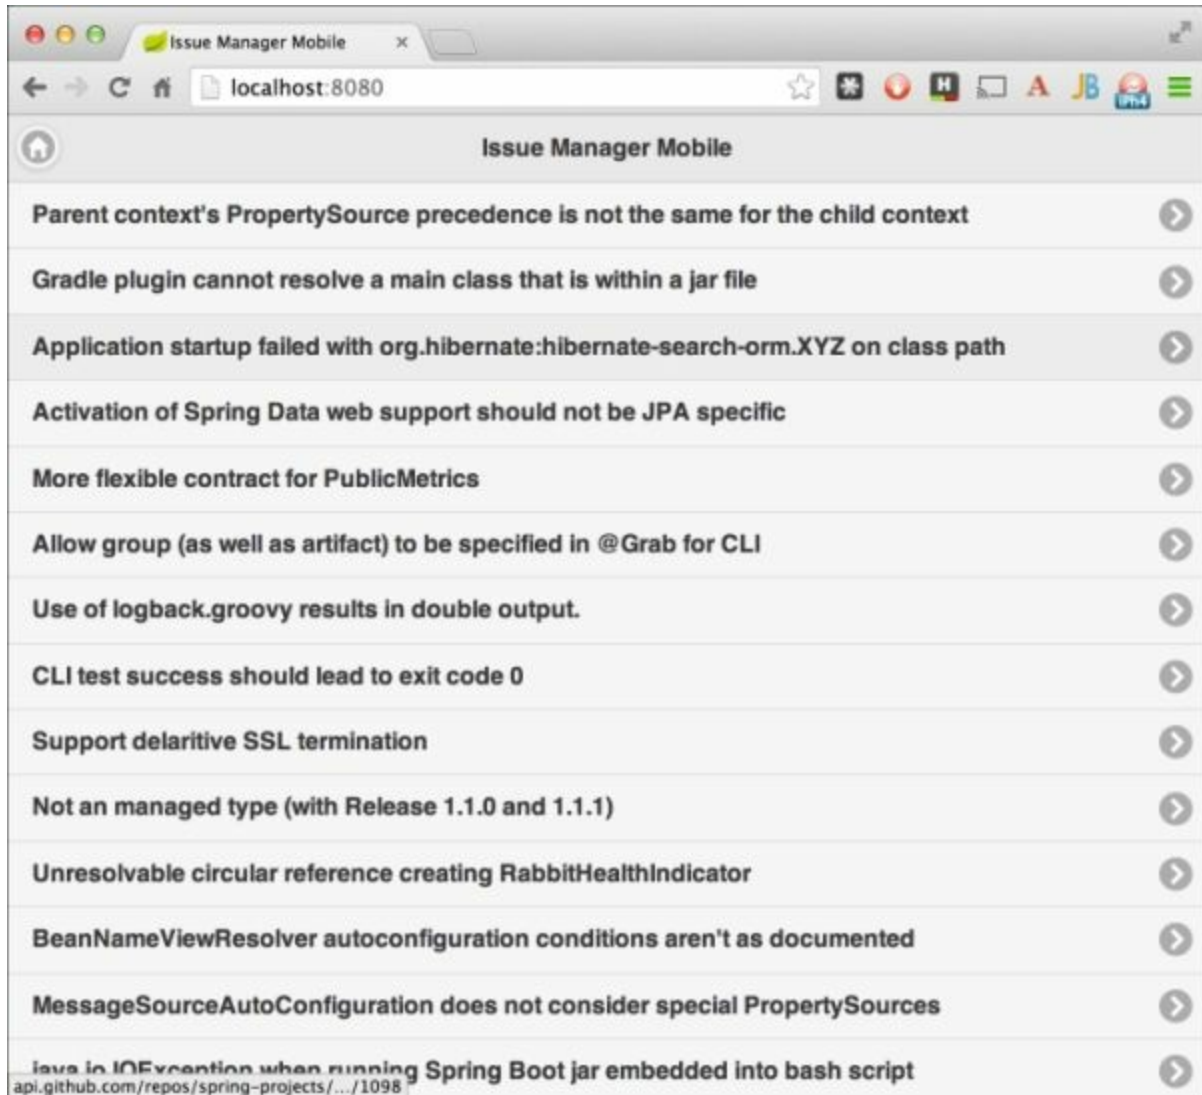 Issue Manager Mobile
localhost:8080
H
A
JB
iPh4
Issue Manager Mobile
Parent context's PropertySource precedence is not the same for the child context
Gradle plugin cannot resolve a main class that is within a jar file
Application startup failed with org.hibernate:hibernate-search-orm.XYZ on class path
Activation of Spring Data web support should not be JPA specific
More flexible contract for PublicMetrics
Allow group (as well as artifact) to be specified in @Grab for CLI
Use of logback.groovy results in double output.
CLI test success should lead to exit code 0
Support delaritive SSL termination
Not an managed type (with Release 1.1.0 and 1.1.1)
Unresolvable circular reference creating RabbitHealthIndicator
BeanNameViewResolver autoconfiguration conditions aren't as documented
MessageSourceAutoConfiguration does not consider special PropertySources
java.io.IOException when running Spring Boot jar embedded into bash script
api.github.com/repos/spring-projects/.../1098